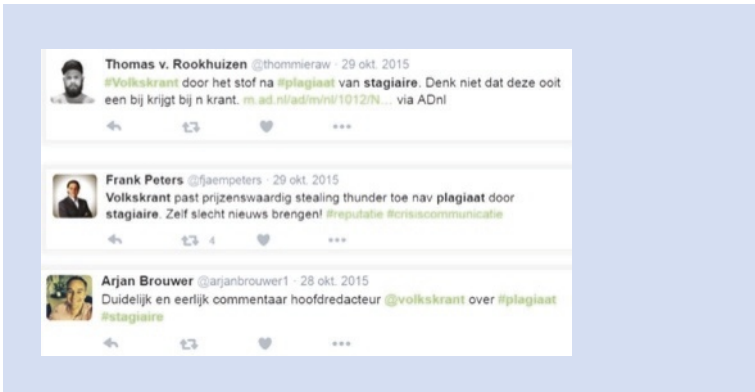 Thomas v. Rookhuizen @thommieraw · 29 okt. 2015
#Volkskrant door het stof na #plagiaat van stagiaire. Denk niet dat deze ooit
een bij krijgt bij n krant. m.ad.nl/ad/m/nl/1012/N... via ADnl
Frank Peters @fjaempeters · 29 okt. 2015
Volkskrant past prijzenswaardig stealing thunder toe nav plagiaat door
stagiaire. Zelf slecht nieuws brengen! #reputatie #crisiscommunicatie
4
Arjan Brouwer @arjanbrouwer1 · 28 okt. 2015
Duidelijk en eerlijk commentaar hoofdredacteur @volkskrant over #plagiaat
#stagiaire